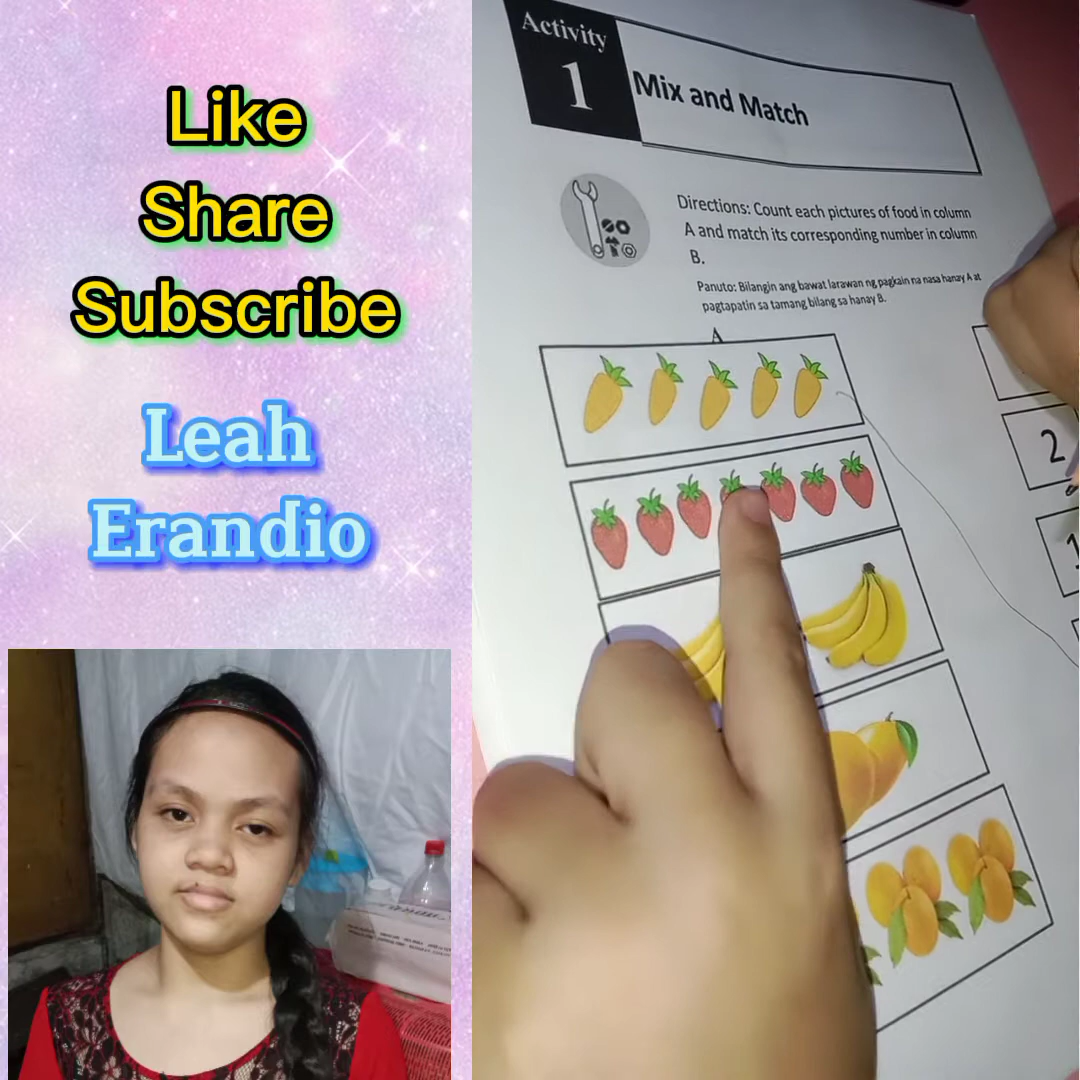 Like
Share
Subscribe
Leah
Erandio
Activity
1
Mix and Match
Directions: Count each pictures of food in column
A and match its corresponding number in column
B.
Panuto: Bilangin ang bawat larawan ng pagkain na nasa hanay A at
pagtapatin sa tamang bilang sa hanay B.
A
2
1